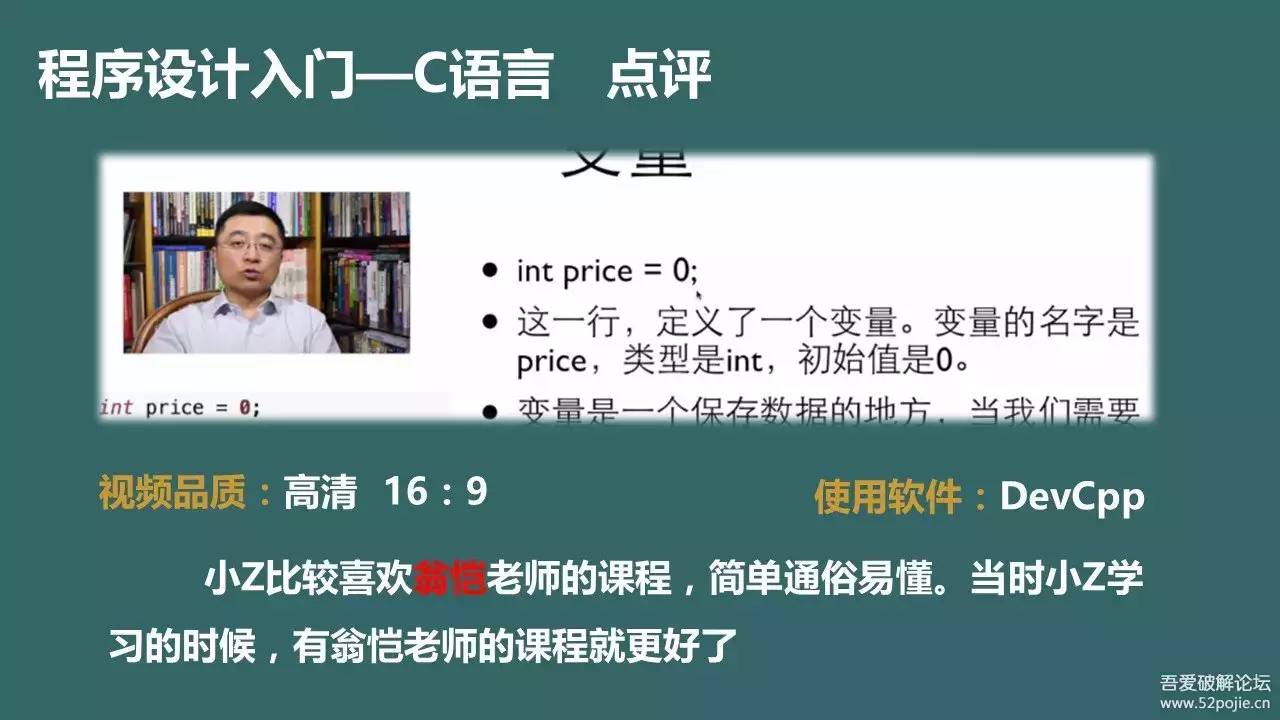 程序设计入门—C语言 点评
变量
int price = 0;
这一行，定义了一个变量。变量的名字是
price，类型是int，初始值是0。
变量是一个保存数据的地方，当我们需要
int price = 0;
视频品质：高清 16：9
使用软件：DevCpp
小Z比较喜欢翁恺老师的课程，简单通俗易懂。当时小Z学
习的时候，有翁恺老师的课程就更好了
吾爱破解论坛
www.52pojie.cn